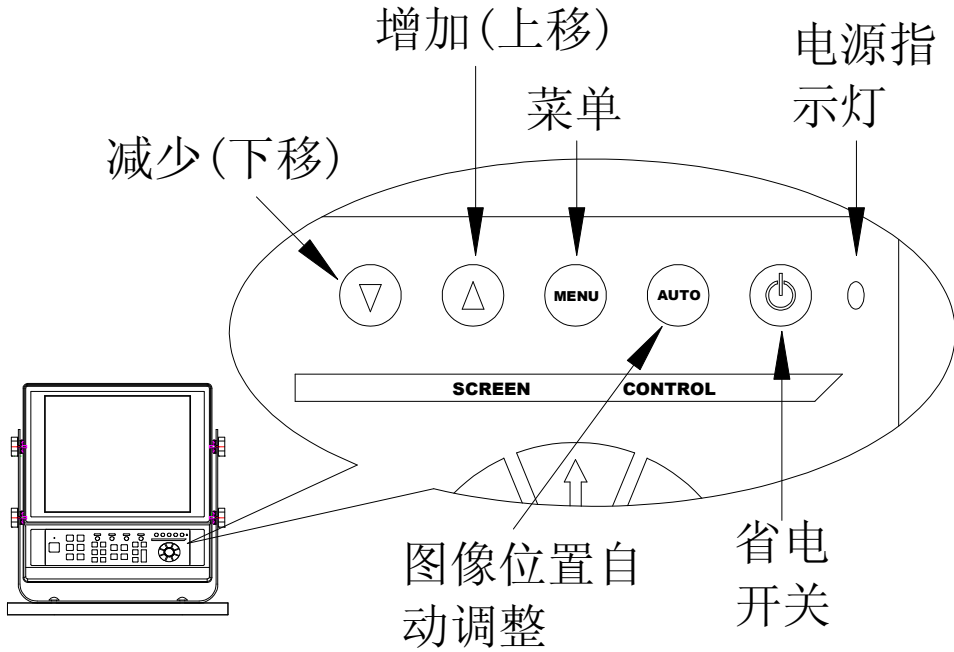 增加(上移)
电源指
示灯
菜单
减少(下移)
MENU
AUTO
SCREEN CONTROL
图像位置自
动调整
省电
开关